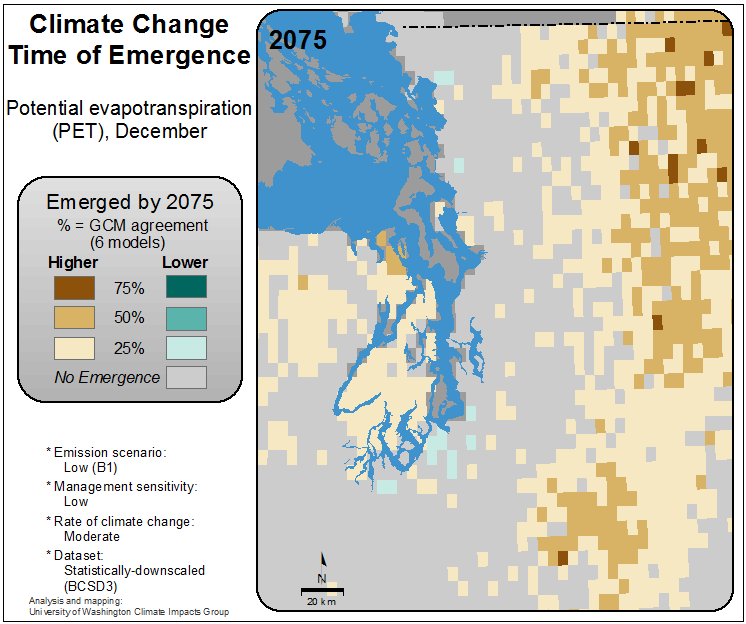 Climate Change
Time of Emergence
Potential evapotranspiration
(PET), December
Emerged by 2075
% = GCM agreement
(6 models)
Higher Lower
75%
50%
25%
No Emergence
* Emission scenario:
Low (B1)
* Management sensitivity:
Low
* Rate of climate change:
Moderate
* Dataset:
Statistically-downscaled
(BCSD3)
Analysis and mapping:
University of Washington Climate Impacts Group
2075
N
20 km